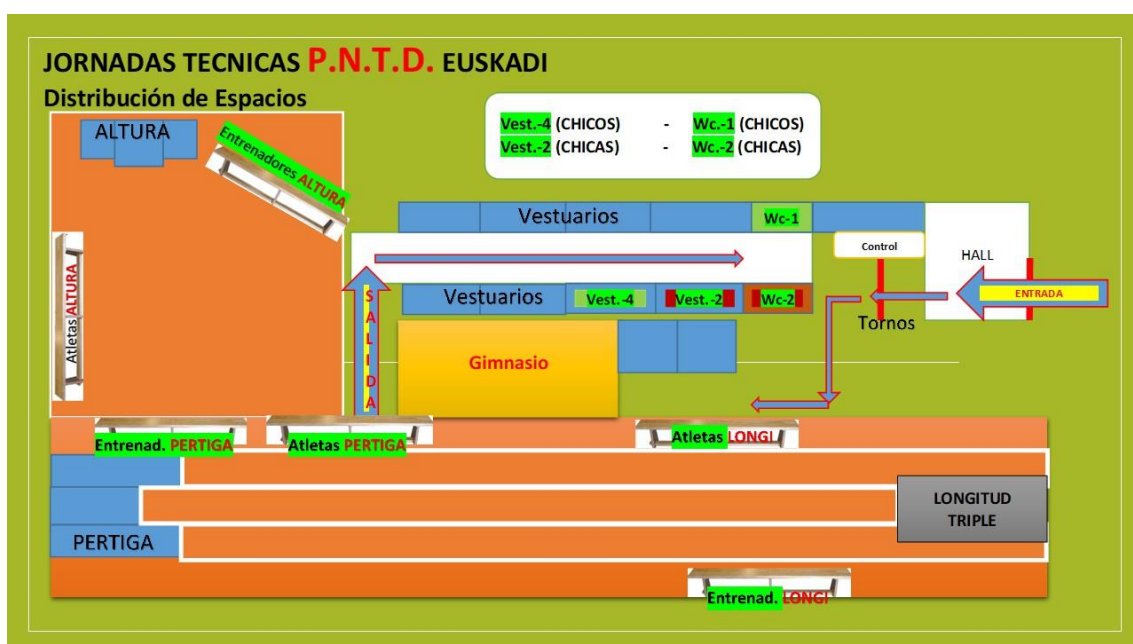 JORNADAS TECNICAS P.N.T.D. EUSKADI
Distribución de Espacios
Vest.-4 (CHICOS) - Wc.-1 (CHICOS)
Vest.-2 (CHICAS) - Wc.-2 (CHICAS)
ALTURA
Entrenadores ALTURA
Atletas ALTURA
Vestuarios
Wc-1
Control
HALL
ENTRADA
Tornos
Vestuarios
Vest.-4
Vest.-2
Wc-2
SALIDA
Gimnasio
Entrenad. PERTIGA
Atletas PERTIGA
Atletas LONGI
LONGITUD
TRIPLE
PERTIGA
Entrenad. LONGI